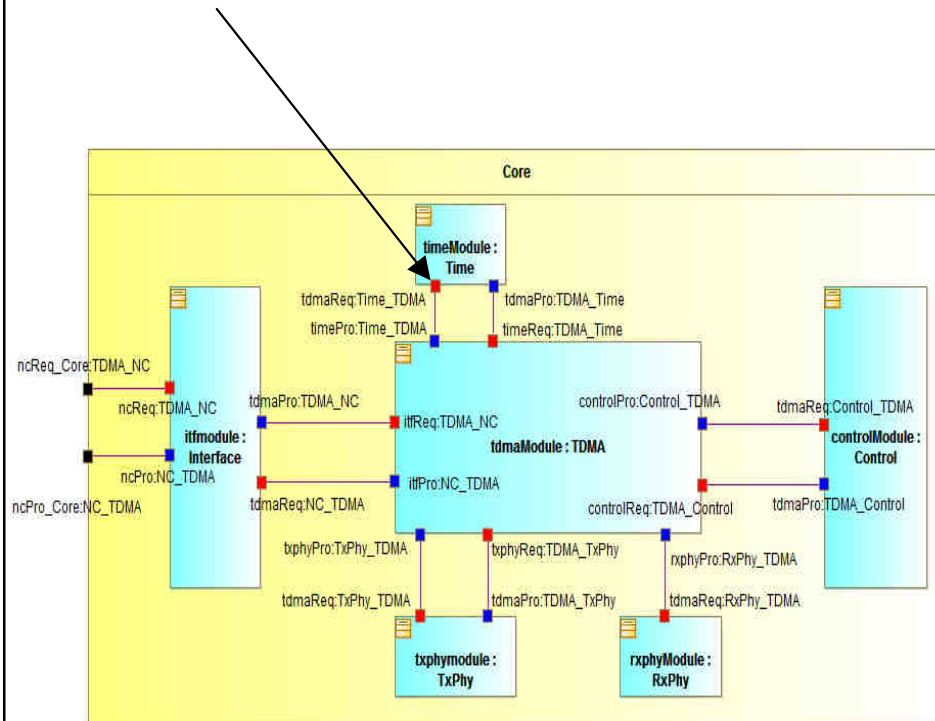 Core
timeModule :
Time
tdmaReq:Time_TDMA
tdmaPro:TDMA_Time
timePro:Time_TDMA
timeReq:TDMA_Time
ncReq_Core:TDMA_NC
ncReq:TDMA_NC
tdmaPro:TDMA_NC
itfReq:TDMA_NC
controlPro:Control_TDMA
tdmaReq:Control_TDMA
itfmodule :
Interface
tdmaModule : TDMA
controlModule :
Control
ncPro:NC_TDMA
itfPro:NC_TDMA
ncPro_Core:NC_TDMA
tdmaReq:NC_TDMA
controlReq:TDMA_Control
tdmaPro:TDMA_Control
txphyPro:TxPhy_TDMA
txphyReq:TDMA_TxPhy
rxphyPro:RxPhy_TDMA
tdmaReq:TxPhy_TDMA
tdmaPro:TDMA_TxPhy
tdmaReq:RxPhy_TDMA
txphymodule :
TxPhy
rxphyModule :
RxPhy